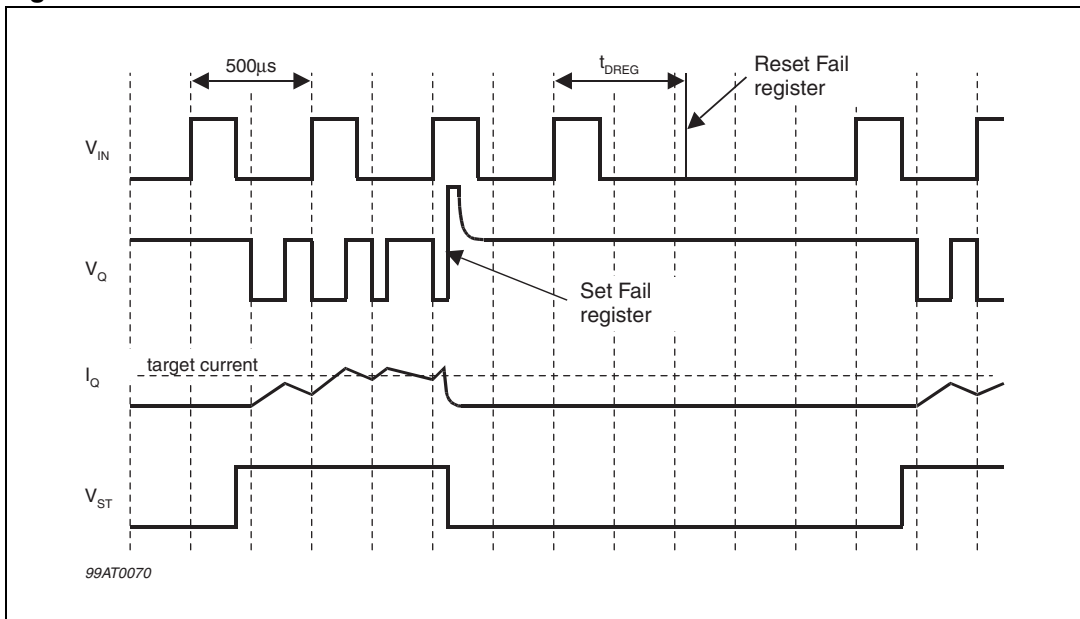 500µs
t_DREG
Reset Fail
register
V_IN
V_Q
Set Fail
register
target current
I_Q
V_ST
99AT0070